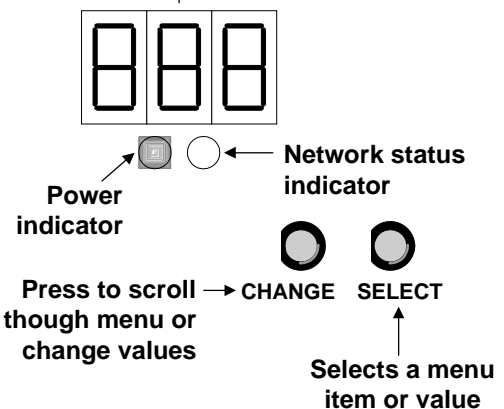 888
Network status
indicator
Power
indicator
Press to scroll
though menu or
change values
CHANGE SELECT
Selects a menu
item or value